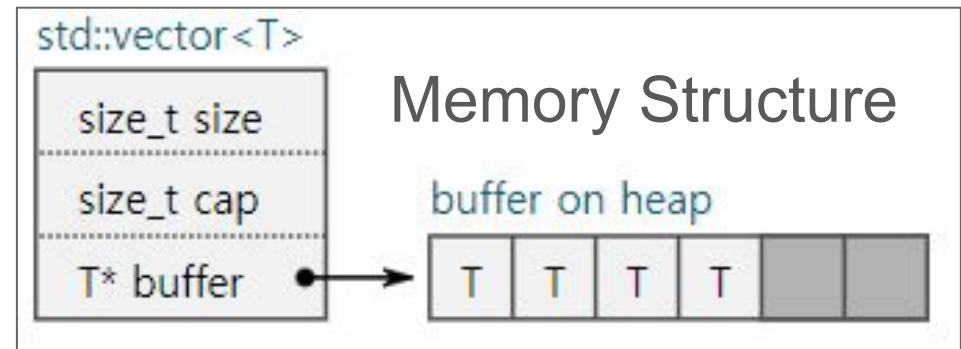 std::vector<T>
Memory Structure
size_t size
size_t cap
buffer on heap
T* buffer
T T T T